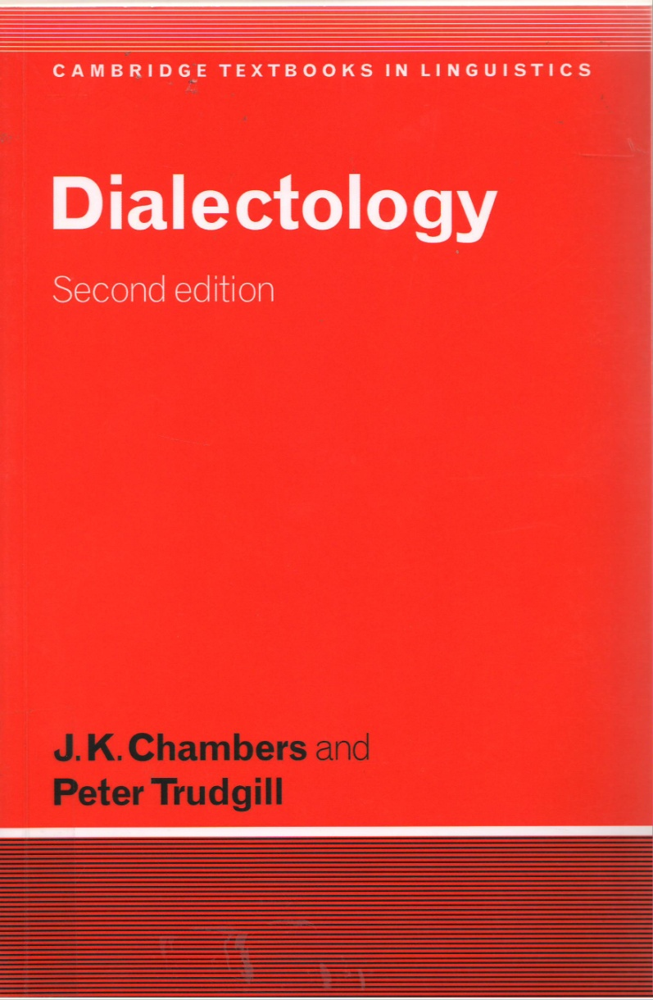 CAMBRIDGE TEXTBOOKS IN LINGUISTICS
Dialectology
Second edition
J. K. Chambers and
Peter Trudgill